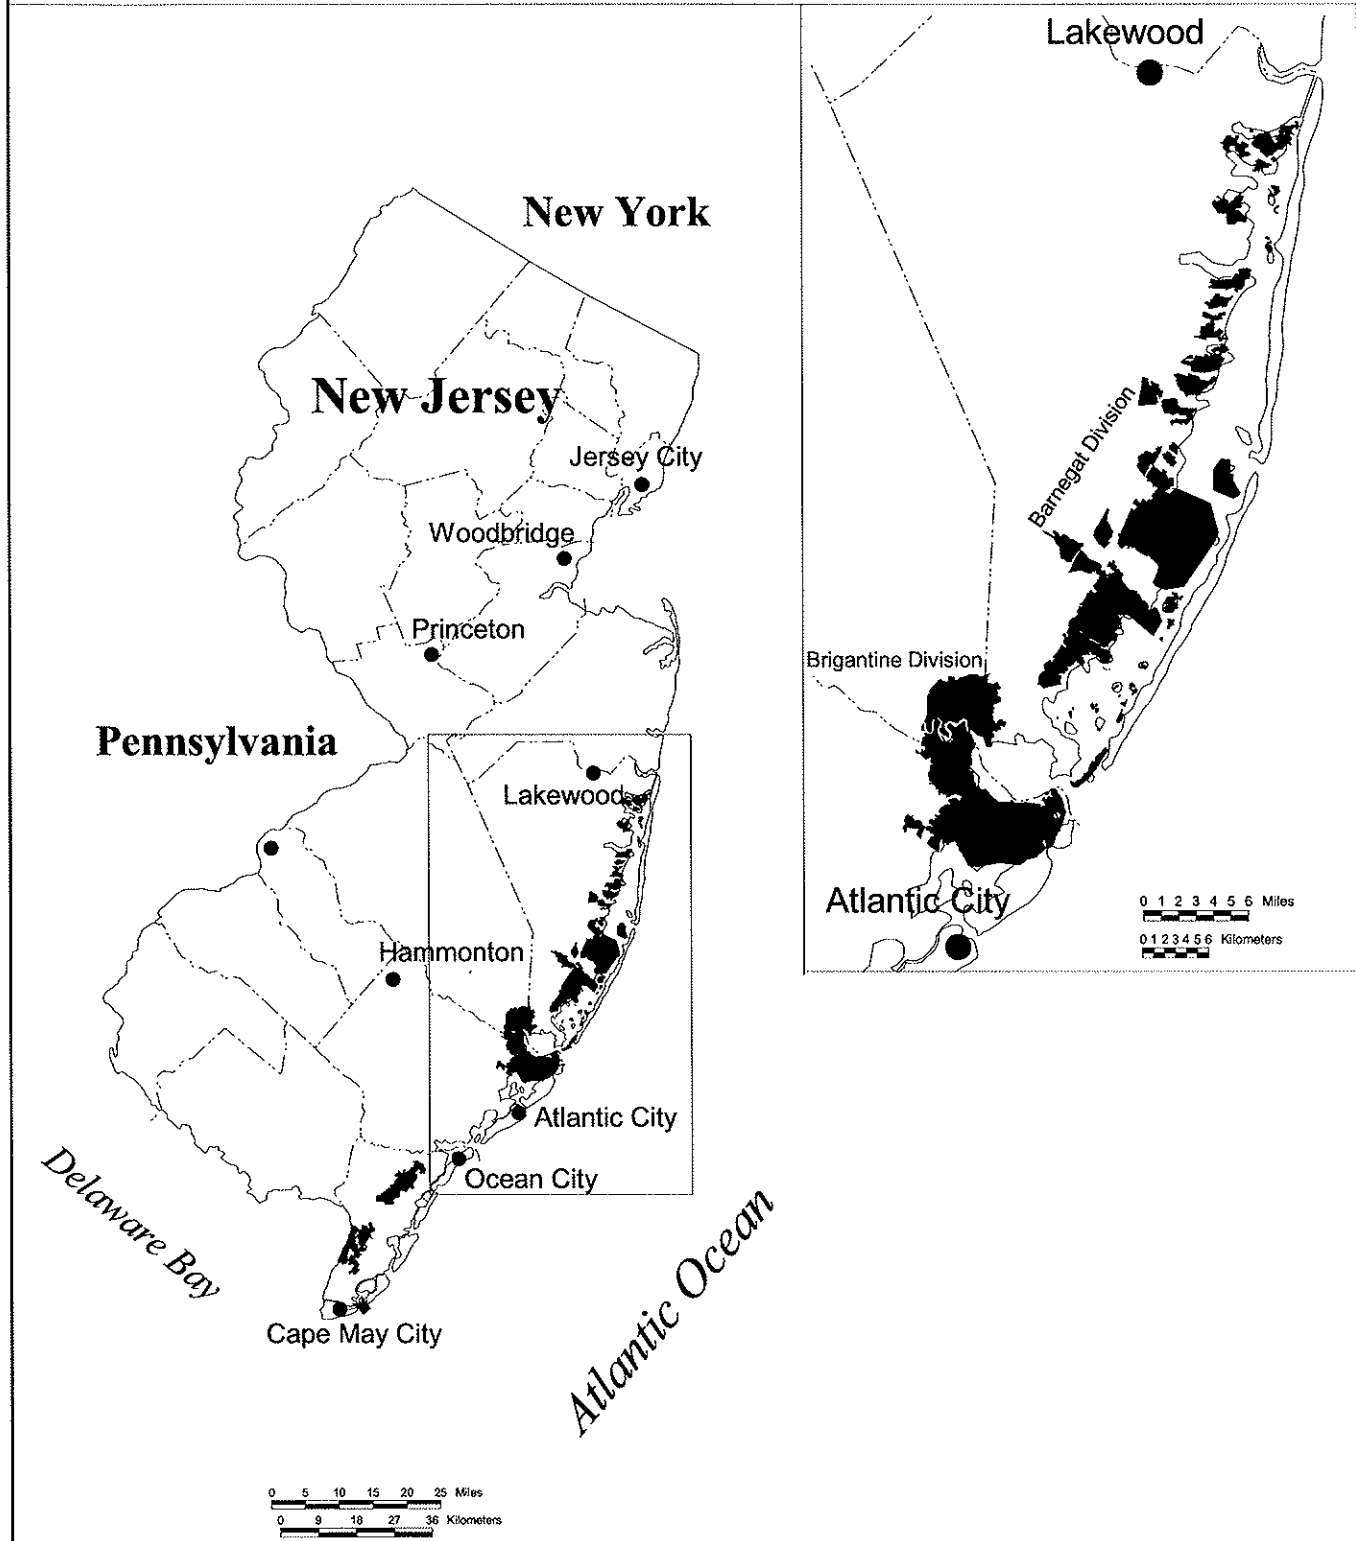 New York
New Jersey
Jersey City
Woodbridge
Princeton
Pennsylvania
Lakewood
Hammonton
Atlantic City
Ocean City
Cape May City
Delaware Bay
Atlantic Ocean
0 5 10 15 20 25 Miles
0 9 18 27 36 Kilometers
Lakewood
Barnegat Division
Brigantine Division
Atlantic City
0 1 2 3 4 5 6 Miles
0 1 2 3 4 5 6 Kilometers